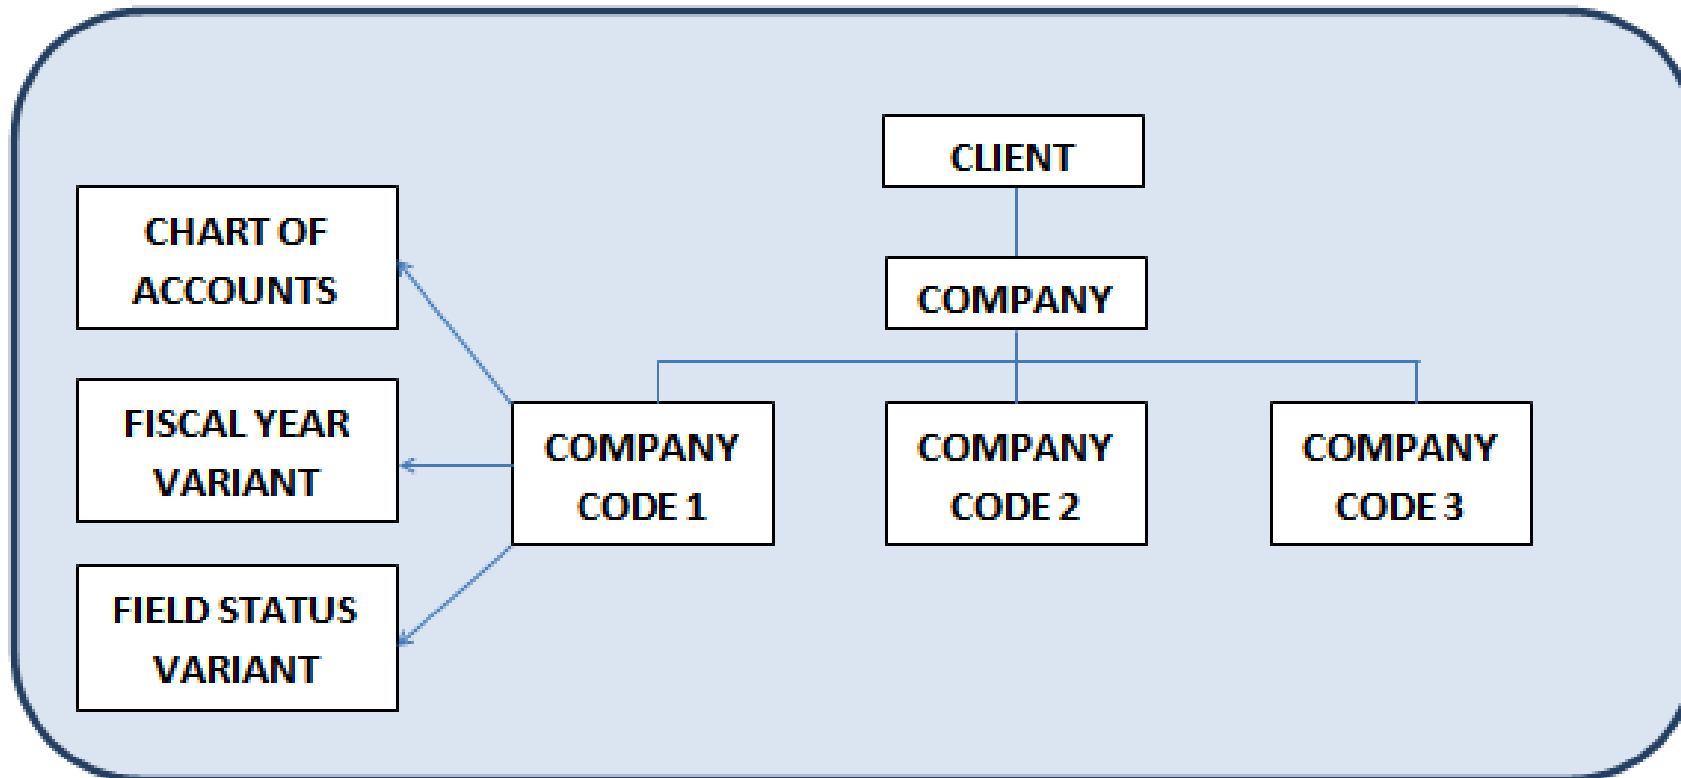 CLIENT
COMPANY
CHART OF
ACCOUNTS
FISCAL YEAR
VARIANT
FIELD STATUS
VARIANT
COMPANY
CODE 1
COMPANY
CODE 2
COMPANY
CODE 3